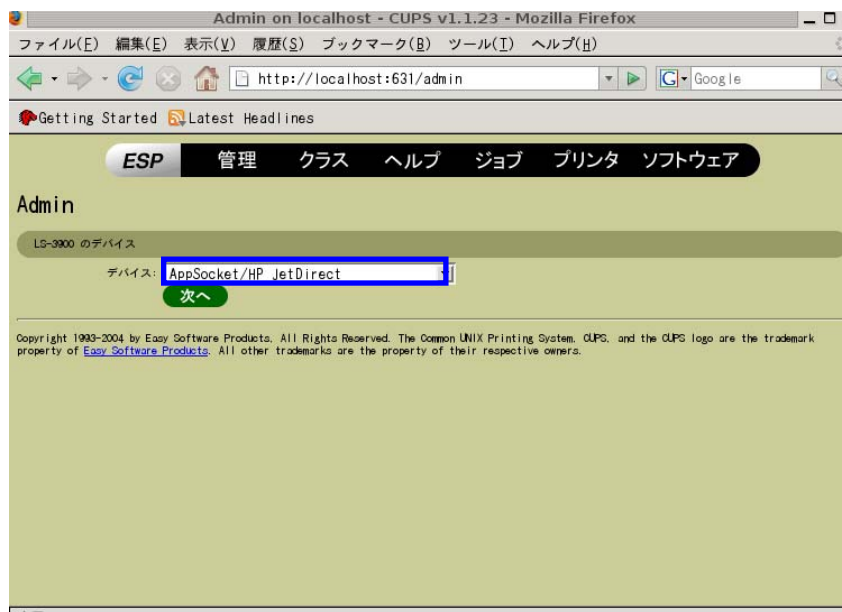 Admin on localhost - CUPS v1.1.23 - Mozilla Firefox
ファイル(F) 編集(E) 表示(V) 履歴(S) ブックマーク(B) ツール(T) ヘルプ(H)
http://localhost:631/admin
G Google
Getting Started Latest Headlines
ESP 管理 クラス ヘルプ ジョブ プリンタ ソフトウェア
Admin
LS-3900 のデバイス
デバイス: AppSocket/HP JetDirect
次へ
Copyright 1993-2004 by Easy Software Products, All Rights Reserved. The Common UNIX Printing System, CUPS, and the CUPS logo are the trademark
property of Easy Software Products. All other trademarks are the property of their respective owners.